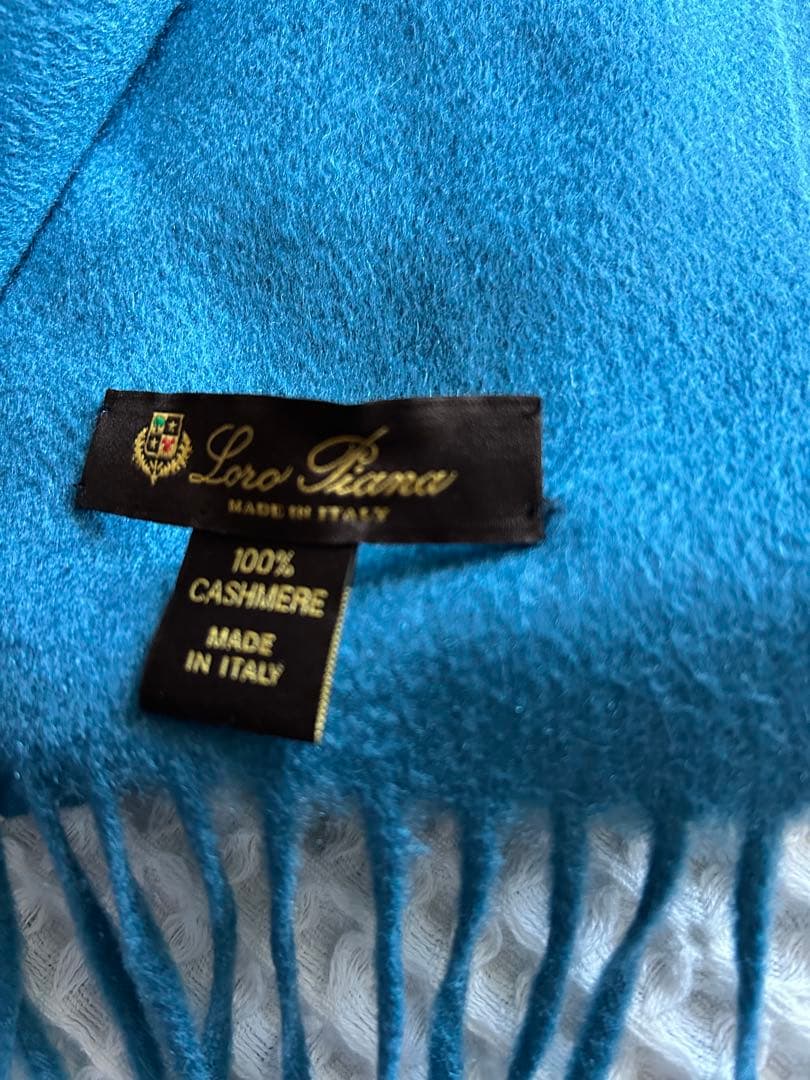 Loro Piana
MADE IN ITALY
100%
CASHMERE
MADE
IN ITALY